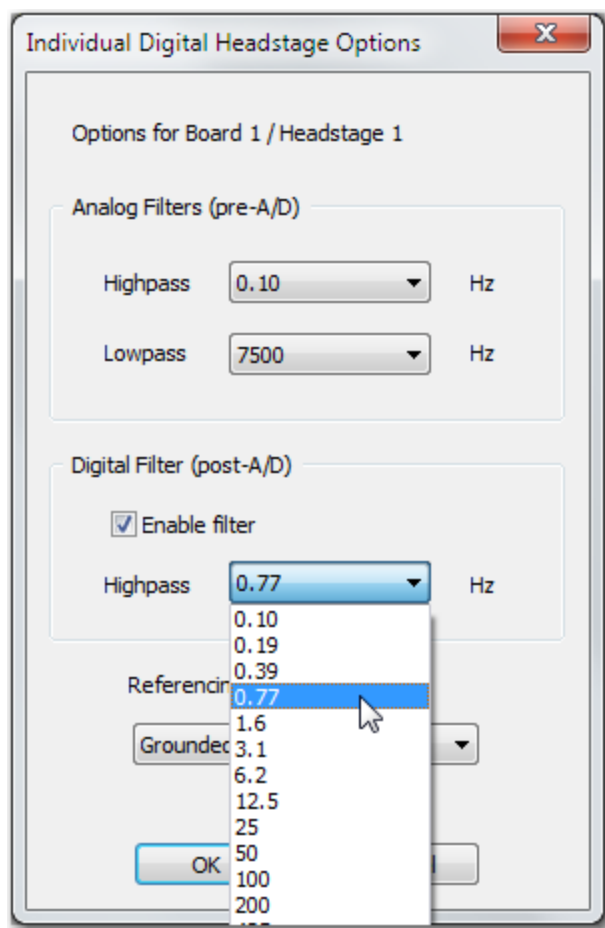 Individual Digital Headstage Options
Options for Board 1 / Headstage 1
Analog Filters (pre-A/D)
Highpass 0.10 Hz
Lowpass 7500 Hz
Digital Filter (post-A/D)
Enable filter
Highpass 0.77 Hz
0.10
0.19
0.39
0.77
1.6
3.1
6.2
12.5
25
50
100
200
OK